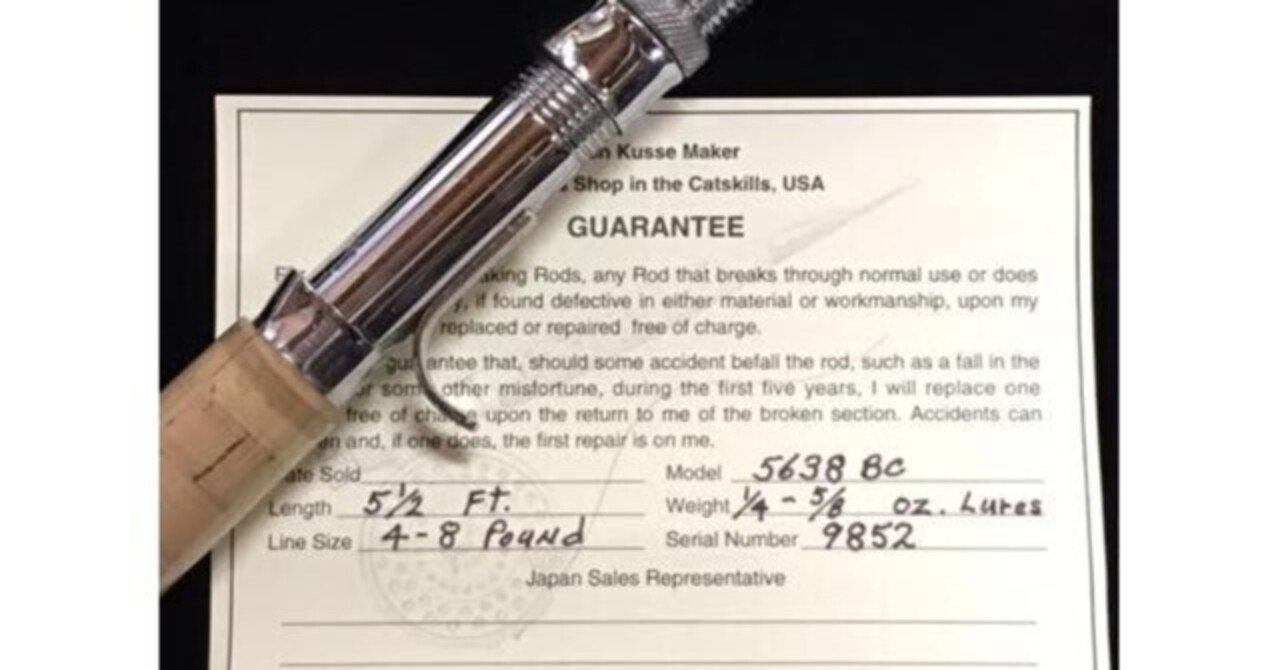 Kusse Maker
Shop in the Catskills, USA
GUARANTEE
Rods, any Rod that breaks through normal use or does
if found defective in either material or workmanship, upon my
replaced or repaired free of charge.
that, should some accident befall the rod, such as a fall in the
or some other misfortune, during the first five years, I will replace one
free of charge upon the return to me of the broken section. Accidents can
and, if one does, the first repair is on me.
Date Sold Model 5638 BC
Length 5 1/2 Ft. Weight 1/4 - 5/8 oz. Lures
Line Size 4-8 Pound Serial Number 9852
Japan Sales Representative